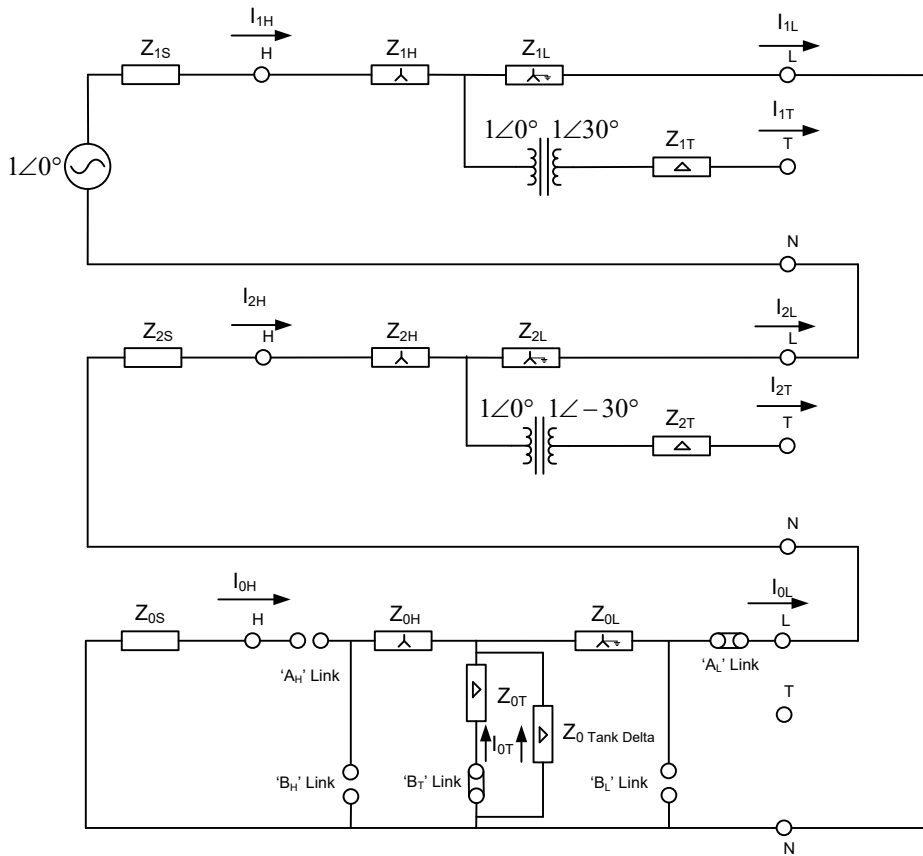 I1H
I1L
Z1S
H
Z1H
Z1L
L
1∠0°
1∠30°
I1T
Z1T
T
1∠0°
N
I2H
I2L
Z2S
H
Z2H
Z2L
L
1∠0°
1∠−30°
I2T
Z2T
T
N
I0H
I0L
Z0S
H
Z0H
Z0L
L
'AH' Link
'AL' Link
Z0T
T
I0T
Z0 Tank Delta
'BH' Link
'BT' Link
'BL' Link
N